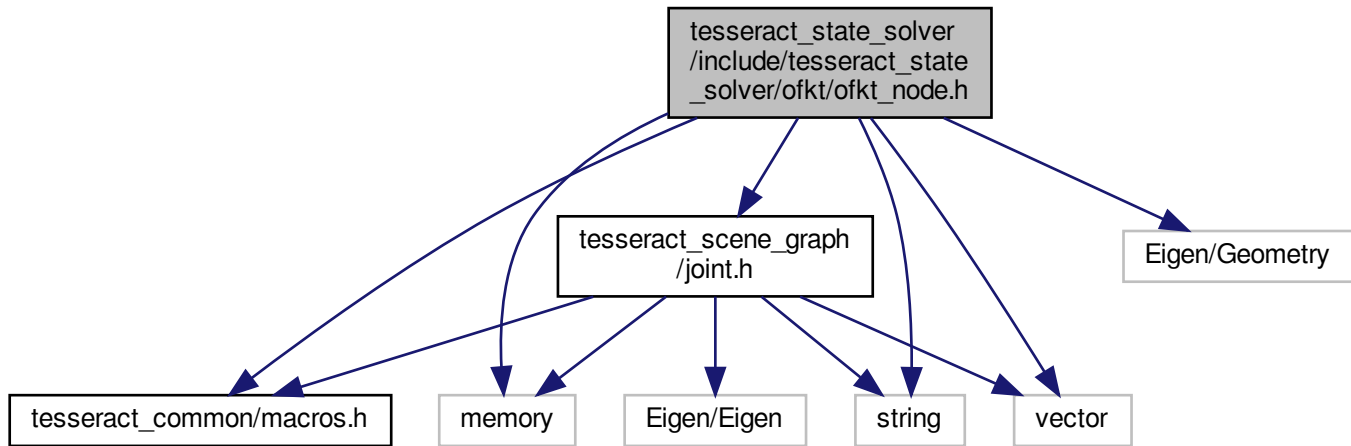 tesseract_state_solver
/include/tesseract_state
_solver/ofkt/ofkt_node.h
tesseract_scene_graph
/joint.h
Eigen/Geometry
tesseract_common/macros.h
memory
Eigen/Eigen
string
vector